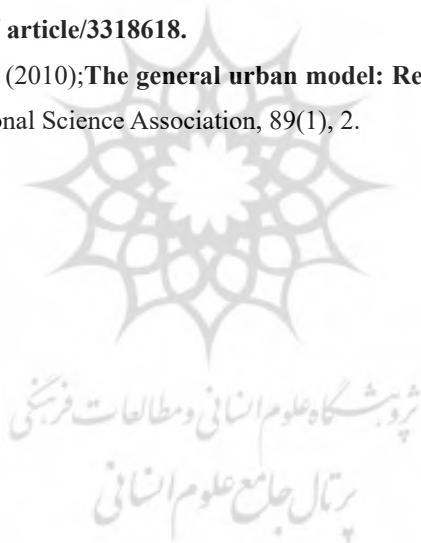 article/3318618.
(2010);The general urban model: Re
onal Science Association, 89(1), 2.
پژوهشگاه علوم انسانی و مطالعات فرهنگی
پرتال جامع علوم انسانی